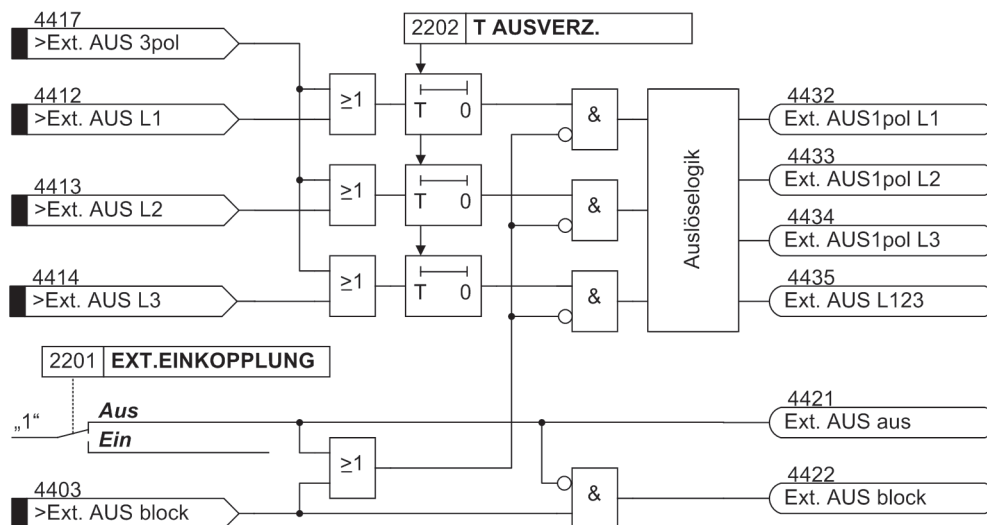 4417
>Ext. AUS 3pol
2202 T AUSVERZ.
4412
>Ext. AUS L1
≥1
T 0
&
4432
Ext. AUS1pol L1
4433
Ext. AUS1pol L2
4413
>Ext. AUS L2
≥1
T 0
&
Auslöselogik
4434
Ext. AUS1pol L3
4414
>Ext. AUS L3
≥1
T 0
&
4435
Ext. AUS L123
2201 EXT.EINKOPPLUNG
„1“
Aus
Ein
4421
Ext. AUS aus
≥1
4403
>Ext. AUS block
&
4422
Ext. AUS block